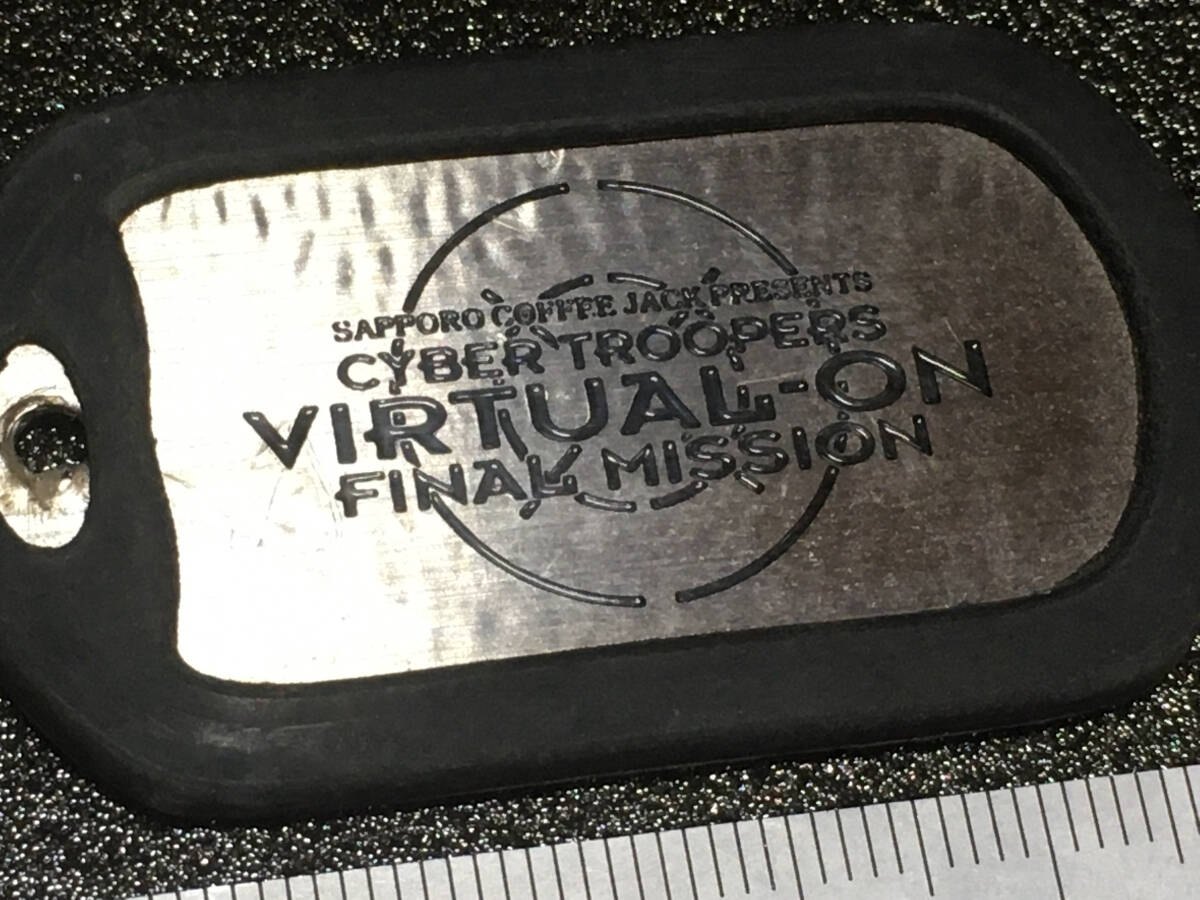 SAPPORO COFFEE JACK PRESENTS
CYBER TROOPERS
VIRTUAL-ON
FINAL MISSION